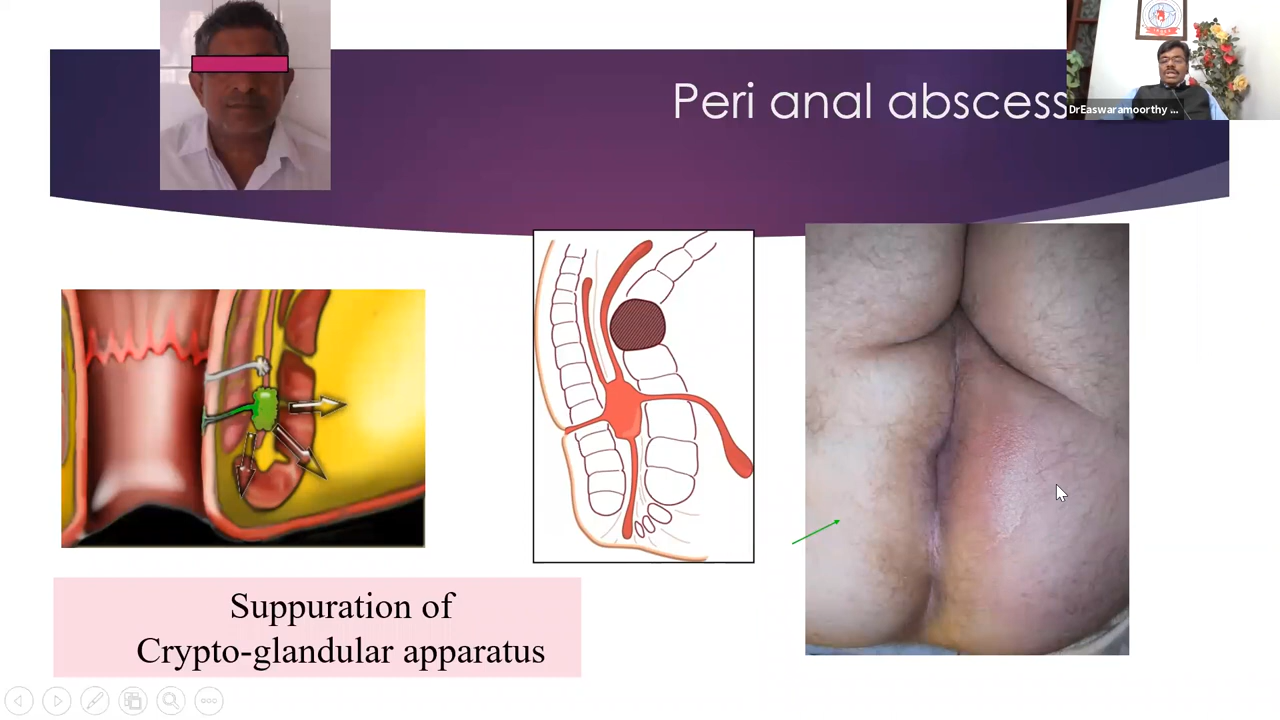 Peri anal abscess
DrEaswaramoorthy ...
Suppuration of
Crypto-glandular apparatus